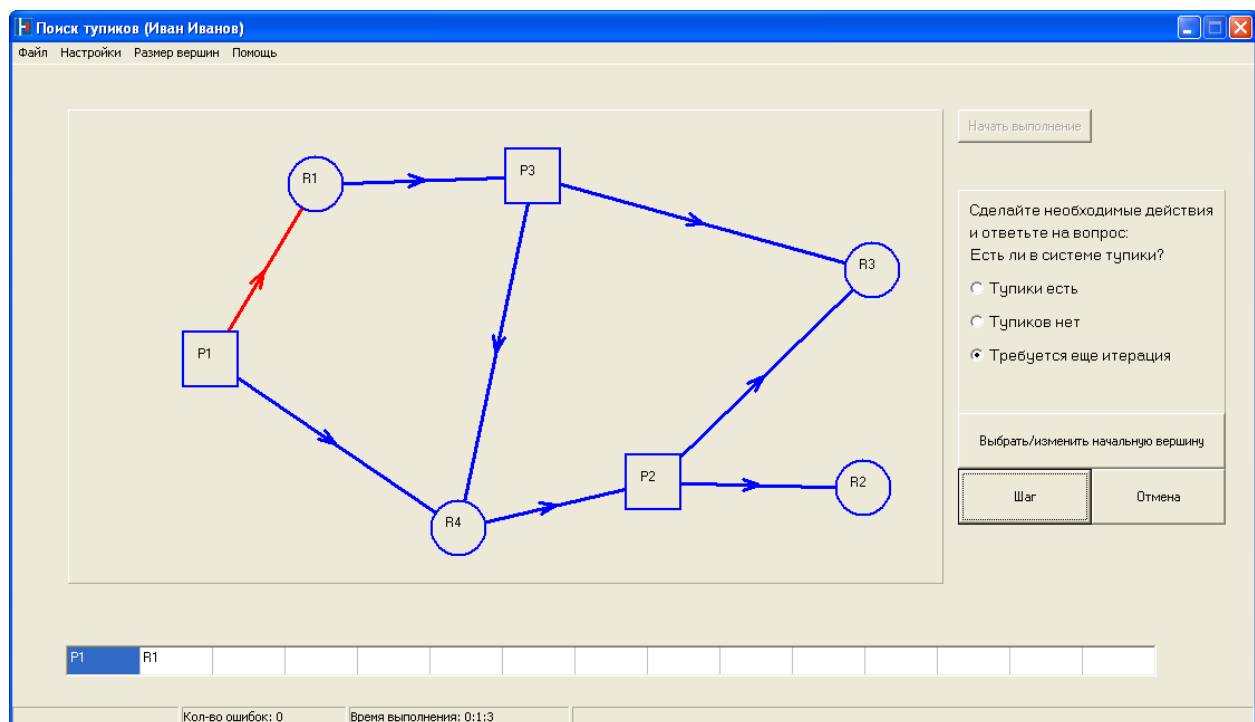 Поиск тупиков (Иван Иванов)
Файл Настройки Размер вершин Помощь
Начать выполнение
R1
P3
R3
P1
R4
P2
R2
Сделайте необходимые действия
и ответьте на вопрос:
Есть ли в системе тупики?
Тупики есть
Тупиков нет
Требуется еще итерация
Выбрать/изменить начальную вершину
Шаг Отмена
P1 R1
Кол-во ошибок: 0 Время выполнения: 0:1:3